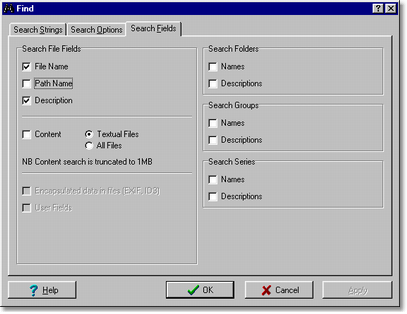 Find
Search Strings Search Options Search Fields
Search File Fields
File Name
Path Name
Description
Content
Textual Files
All Files
NB Content search is truncated to 1MB
Encapsulated data in files (EXIF, ID3)
User Fields
Search Folders
Names
Descriptions
Search Groups
Names
Descriptions
Search Series
Names
Descriptions
? Help OK Cancel Apply